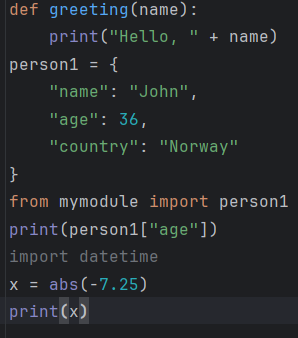 def greeting(name):
    print("Hello, " + name)
person1 = {
    "name": "John",
    "age": 36,
    "country": "Norway"
}
from mymodule import person1
print(person1["age"])
import datetime
x = abs(-7.25)
print(x)